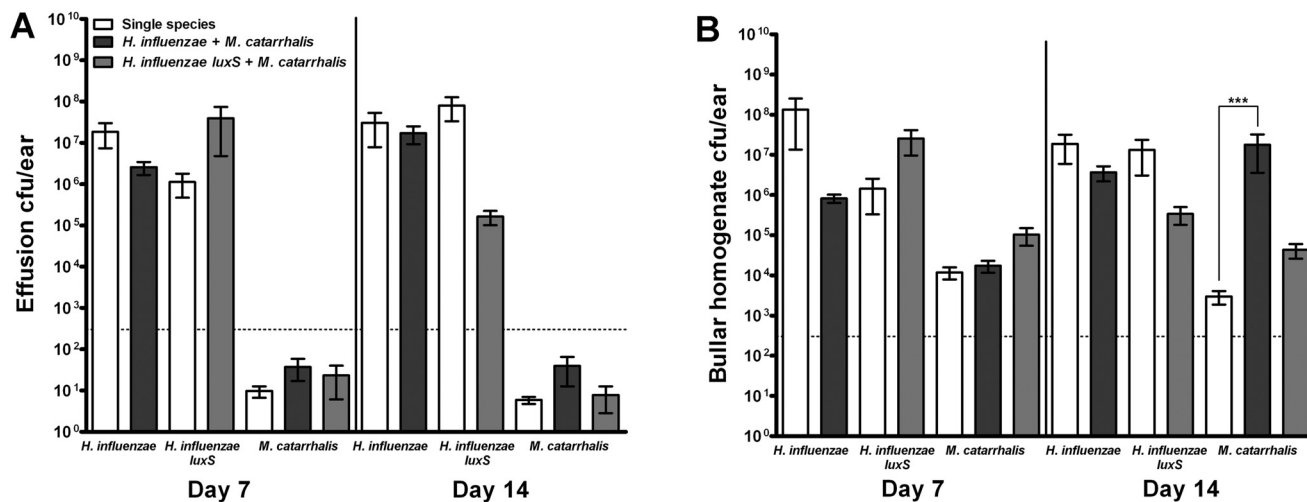 A
Effusion cfu/ear
10^10
10^9
10^8
10^7
10^6
10^5
10^4
10^3
10^2
10^1
10^0
Single species
H. influenzae + M. catarrhalis
H. influenzae luxS + M. catarrhalis
H. influenzae H. influenzae M. catarrhalis H. influenzae H. influenzae M. catarrhalis
luxS luxS
Day 7 Day 14
B
Bullar homogenate cfu/ear
10^10
10^9
10^8
10^7
10^6
10^5
10^4
10^3
10^2
10^1
10^0
***
H. influenzae H. influenzae M. catarrhalis H. influenzae H. influenzae M. catarrhalis
luxS luxS
Day 7 Day 14